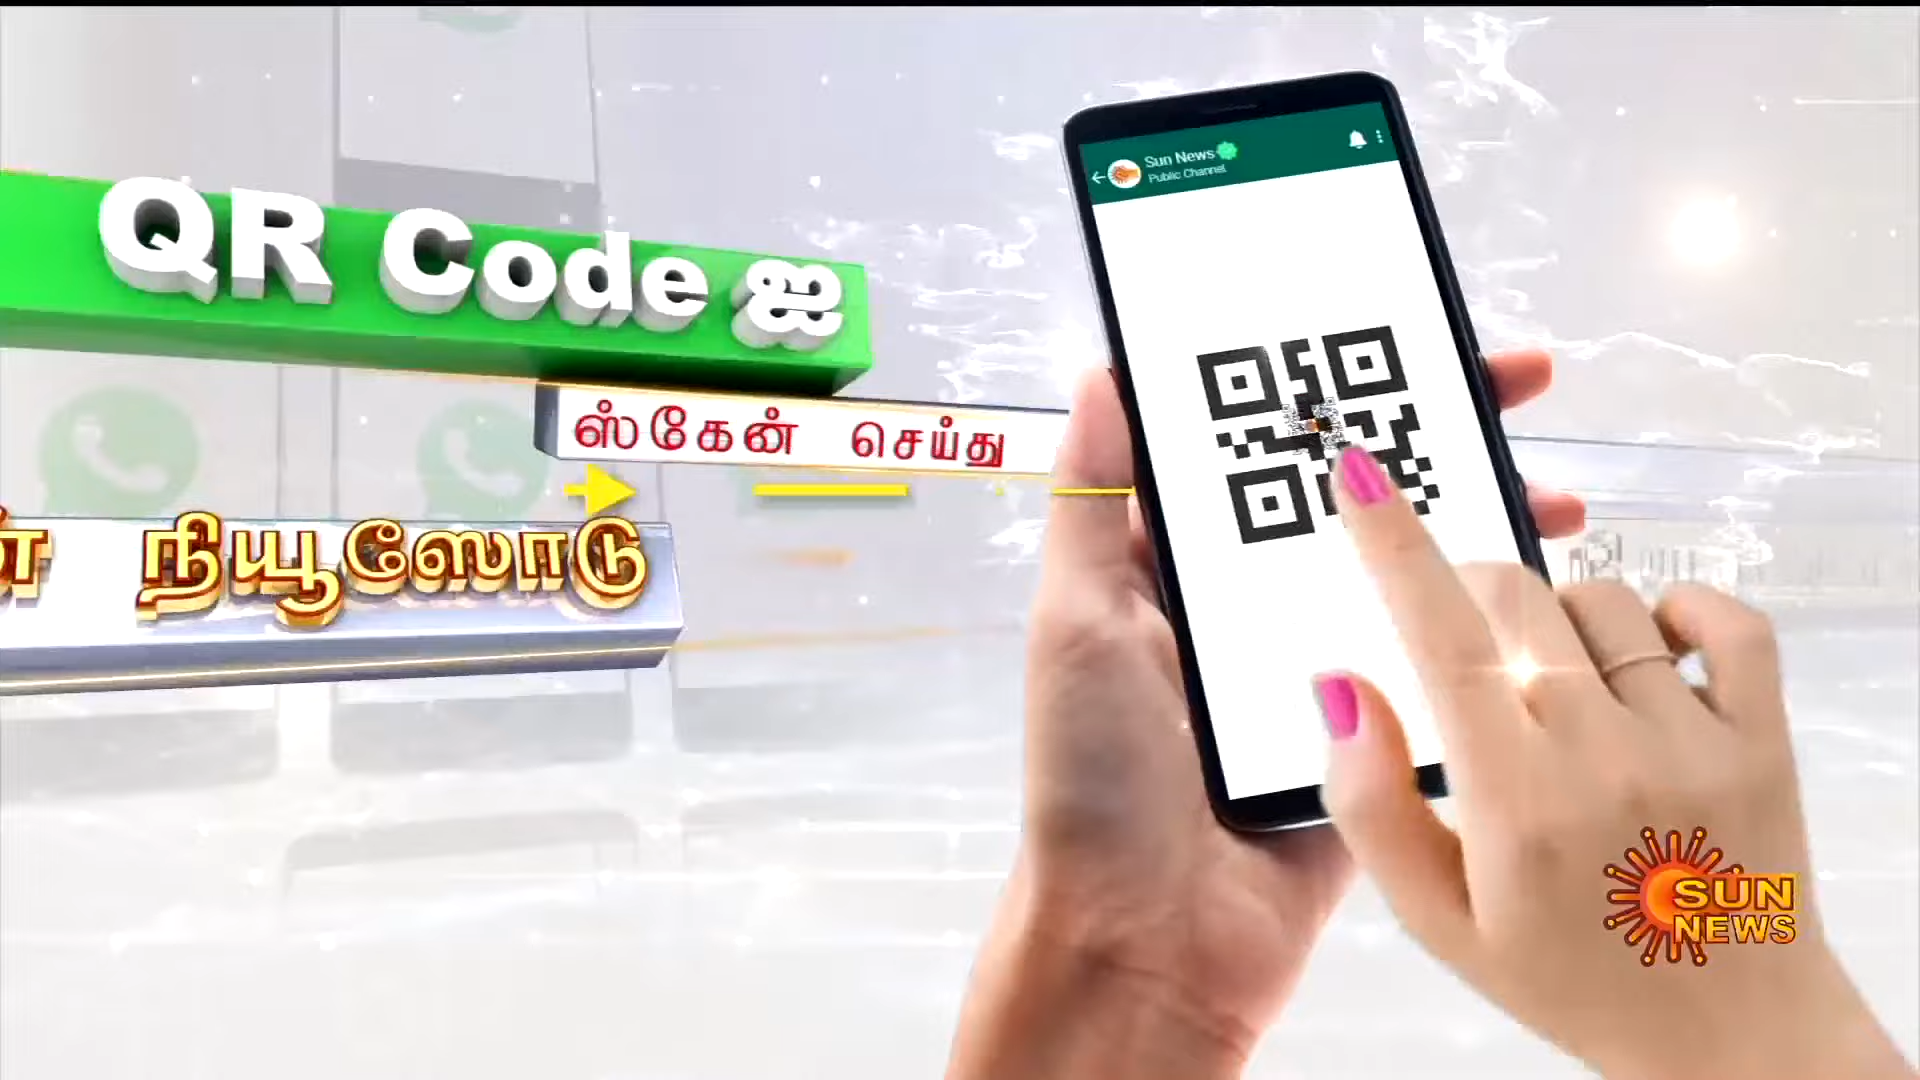 QR Code ஐ
ஸ்கேன் செய்து
நியூஸோடு
Sun News
Public Channel
SUN
NEWS